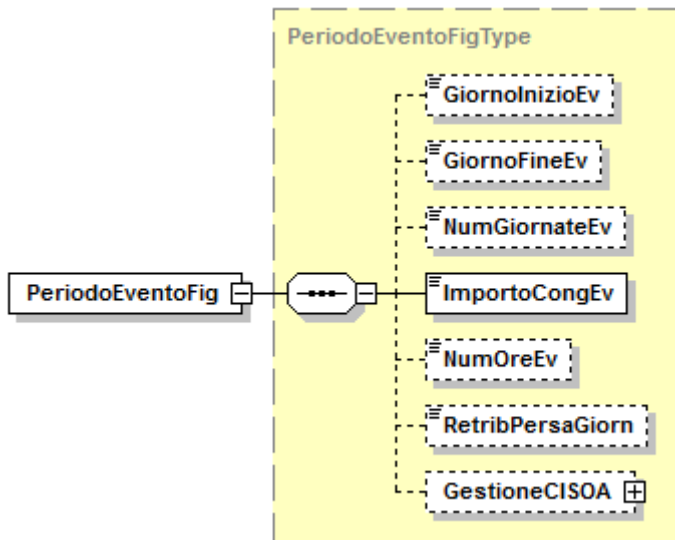 PeriodoEventoFigType
GiornoInizioEv
GiornoFineEv
NumGiornateEv
PeriodoEventoFig
ImportoCongEv
NumOreEv
RetribPersaGiorn
GestioneCISOA